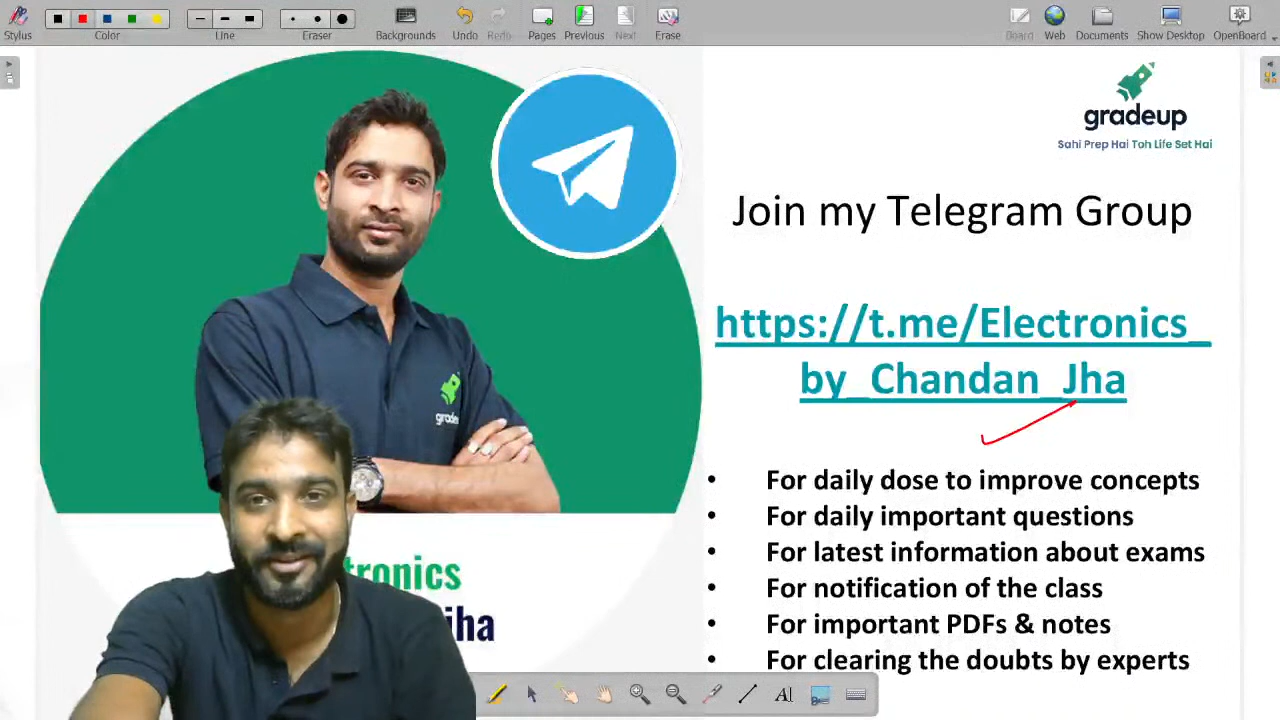 Stylus
Color
Line
Eraser
Backgrounds
Undo
Redo
Pages
Previous
Next
Erase
Board
Web
Documents
Show Desktop
OpenBoard
gradeup
Sahi Prep Hai Toh Life Set Hai
Join my Telegram Group
https://t.me/Electronics_
by_Chandan_Jha
• For daily dose to improve concepts
• For daily important questions
• For latest information about exams
• For notification of the class
• For important PDFs & notes
• For clearing the doubts by experts
A